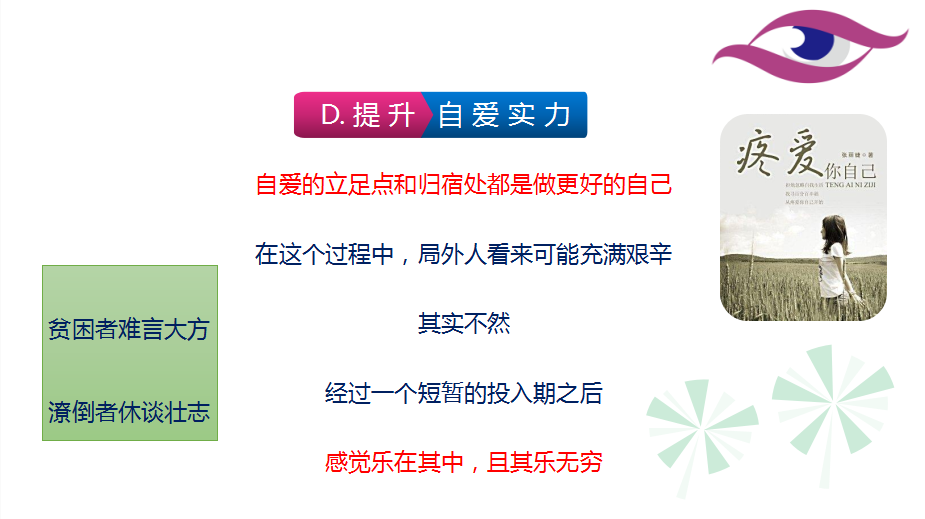 D. 提升 自爱实力
自爱的立足点和归宿处都是做更好的自己
在这个过程中，局外人看来可能充满艰辛
其实不然
经过一个短暂的投入期之后
感觉乐在其中，且其乐无穷
贫困者难言大方
潦倒者休谈壮志
疼爱
你自己
TENG AI NI ZIJI